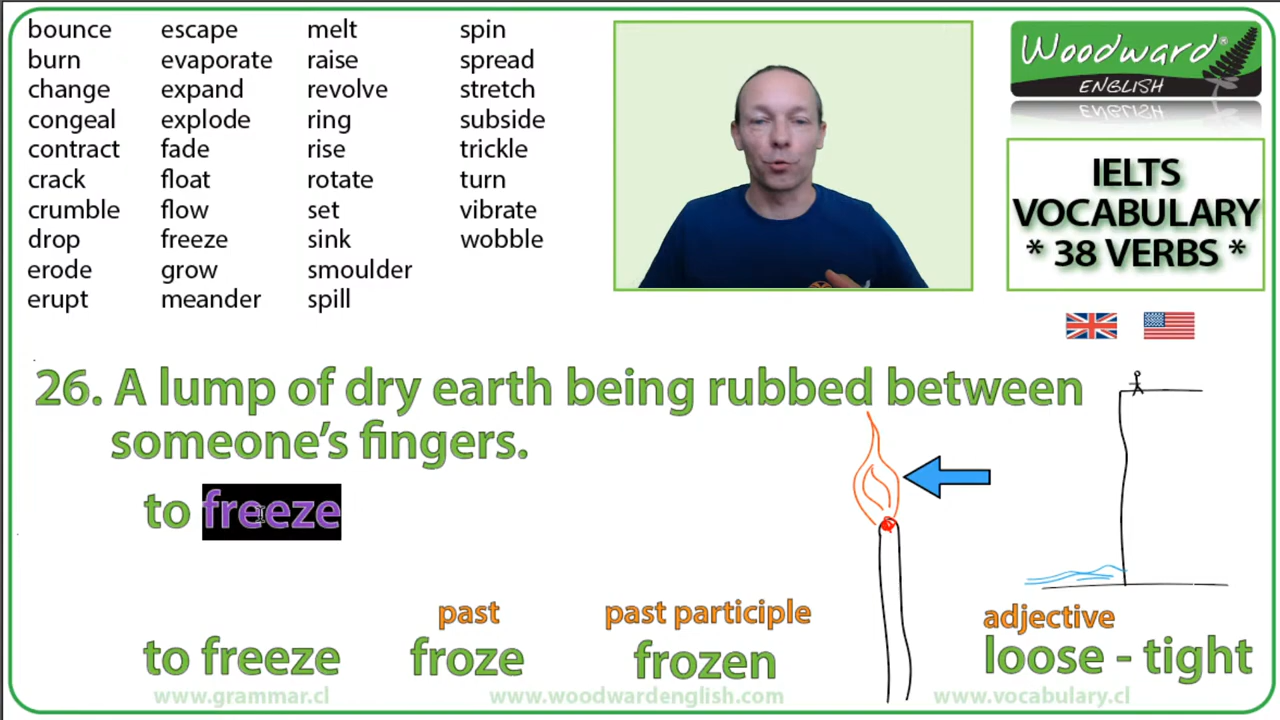 bounce escape melt spin
burn evaporate raise spread
change expand revolve stretch
congeal explode ring subside
contract fade rise trickle
crack float rotate turn
crumble flow set vibrate
drop freeze sink wobble
erode grow smoulder
erupt meander spill
Woodward®
ENGLISH
IELTS
VOCABULARY
* 38 VERBS *
26. A lump of dry earth being rubbed between
someone's fingers.
to freeze
past past participle adjective
to freeze froze frozen loose - tight
www.grammar.cl www.woodwardenglish.com www.vocabulary.cl